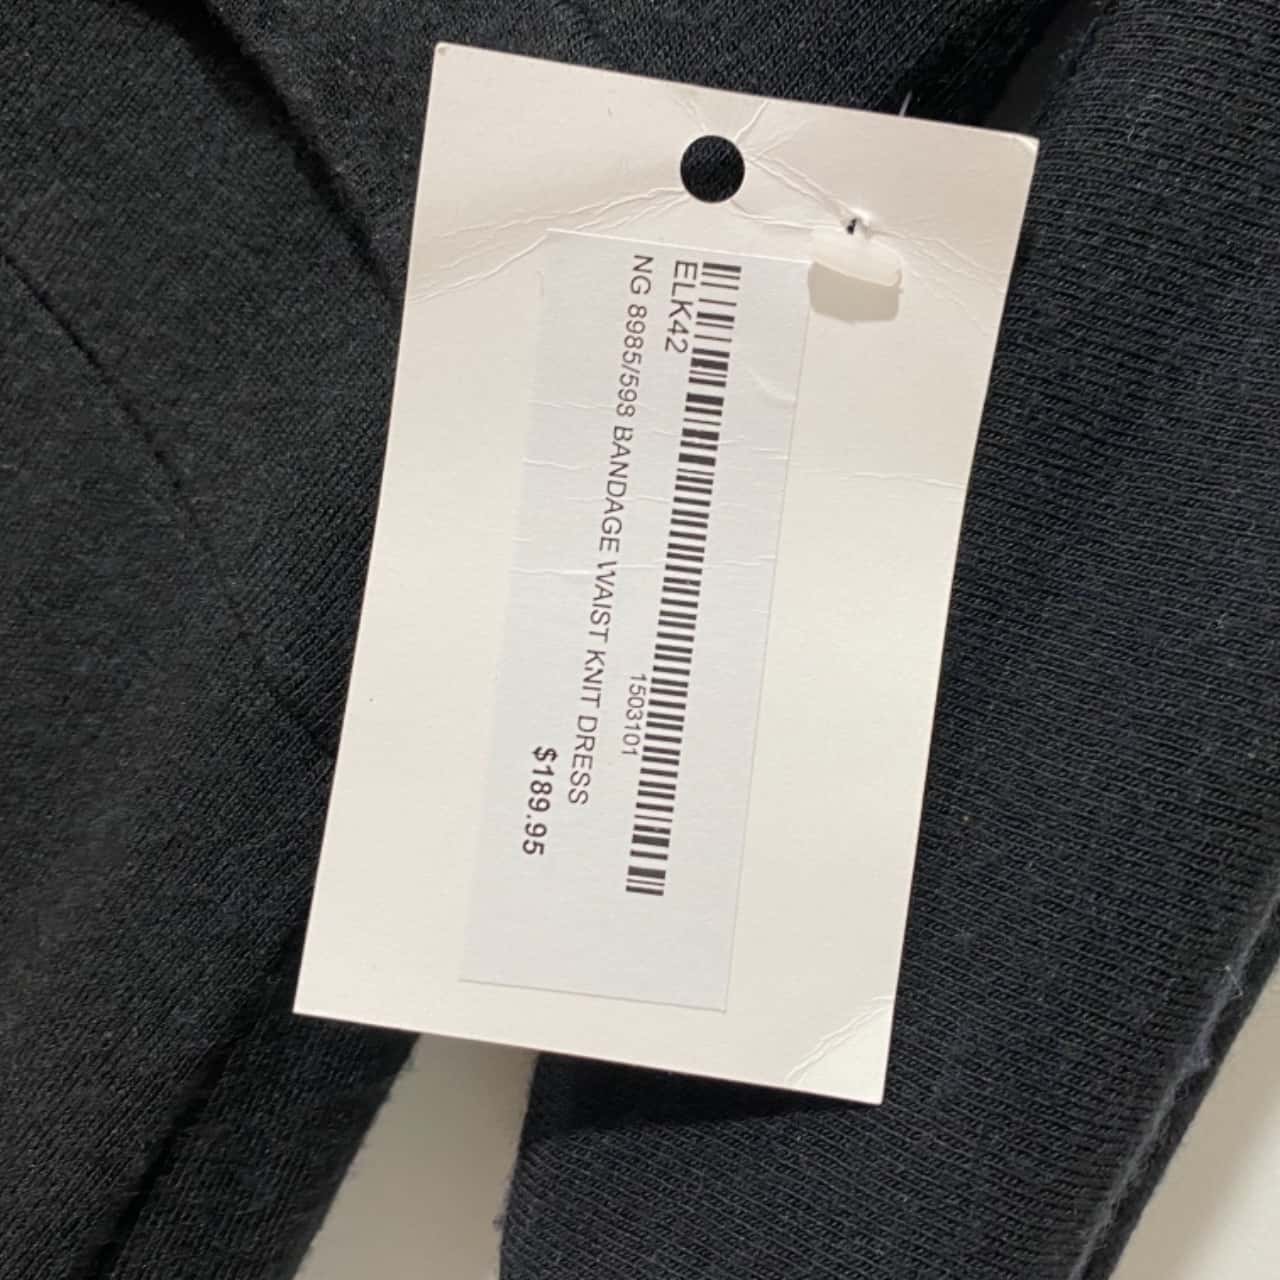 ELK42
1503101
NG 8985/598 BANDAGE WAIST KNIT DRESS
$189.95